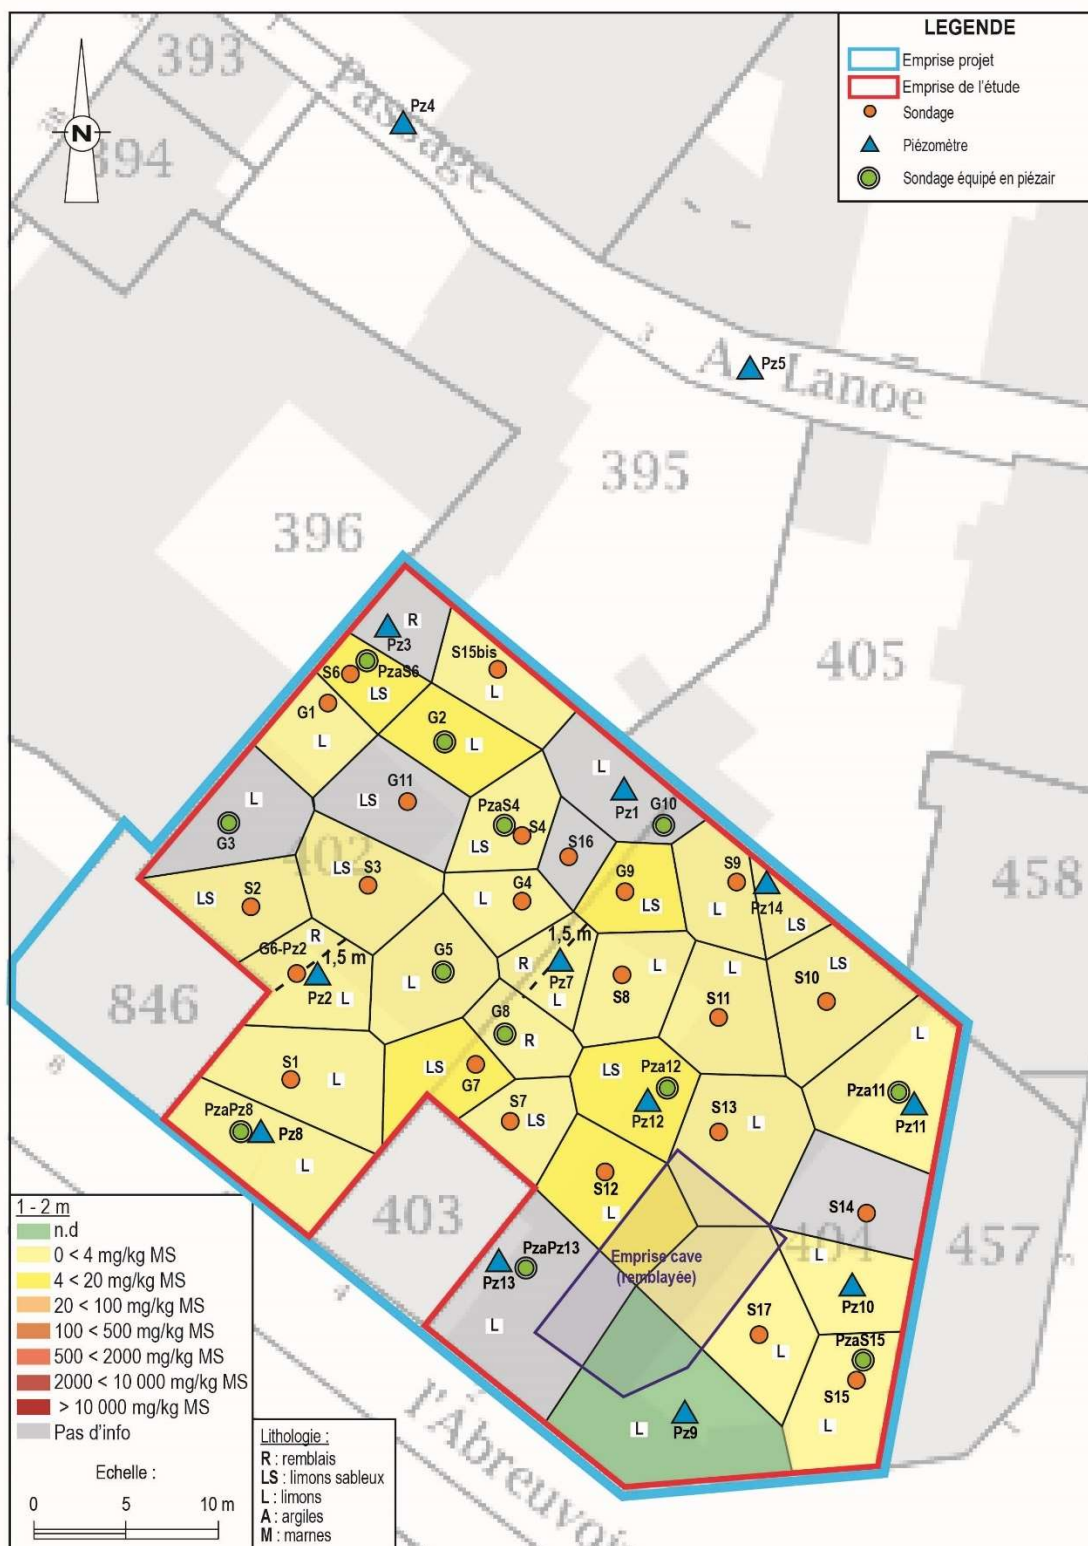 LEGENDE
Emprise projet
Emprise de l'étude
Sondage
Piézomètre
Sondage équipé en piézair
N
393
394
Passage
Pz4
3
A. Lanoe
Pz5
395
396
405
R
Pz3
S15bis
L
S6
PzaS6
LS
G1
L
G2
L
L
Pz1
G10
G11
LS
L
G3
PzaS4
S4
LS
S16
402
458
LS
S3
S2
LS
G4
L
G9
LS
S9
L
Pz14
LS
R
G6-Pz2
1,5 m
Pz2
L
G5
L
1,5 m
R
Pz7
L
L
S8
L
S11
LS
S10
846
8
G8
R
S1
L
LS
G7
LS
Pza12
Pz12
L
Pza11
Pz11
S7
LS
S13
L
PzaPz8
Pz8
L
S12
L
S14
403
404
457
Emprise cave
(remblayée)
PzaPz13
Pz13
L
L
Pz10
4
S17
L
PzaS15
S15
L
L
Pz9
l'Abreuvoir
1 - 2 m
n.d
0 < 4 mg/kg MS
4 < 20 mg/kg MS
20 < 100 mg/kg MS
100 < 500 mg/kg MS
500 < 2000 mg/kg MS
2000 < 10 000 mg/kg MS
> 10 000 mg/kg MS
Pas d'info
Echelle :
0 5 10 m
Lithologie :
R : remblais
LS : limons sableux
L : limons
A : argiles
M : marnes